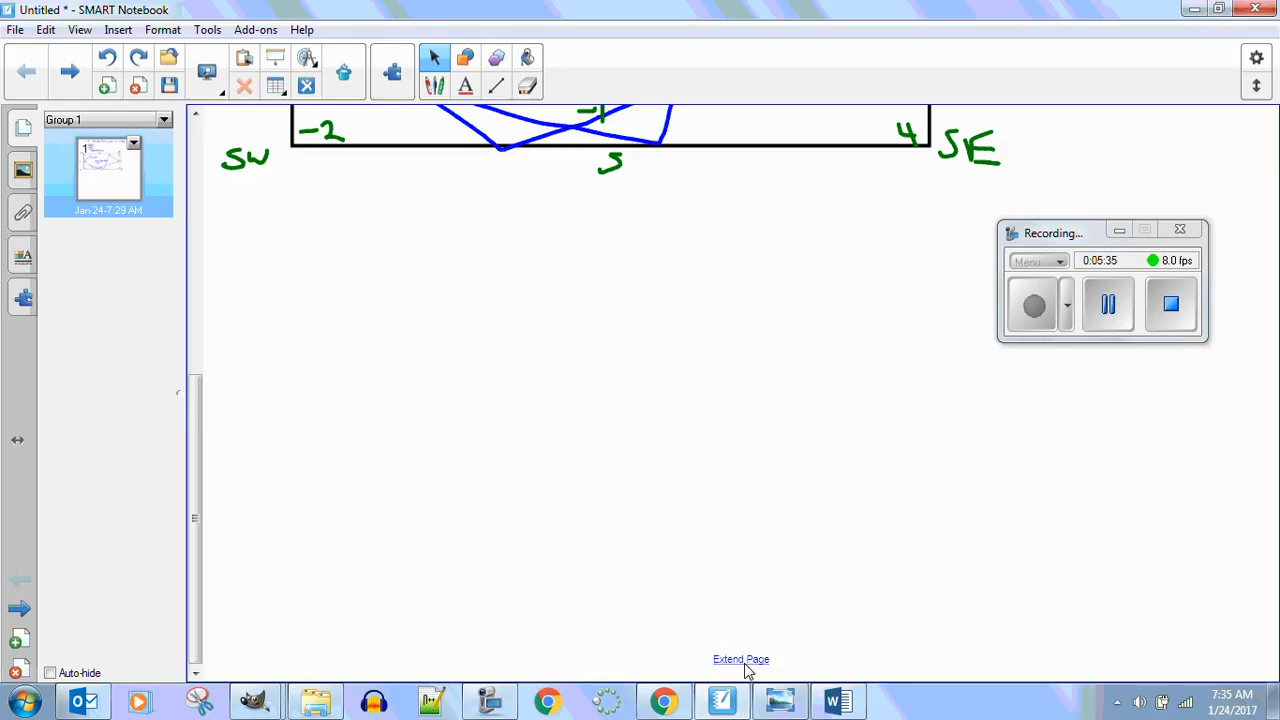 Untitled * - SMART Notebook
File Edit View Insert Format Tools Add-ons Help
Group 1
1
Jan 24-7:29 AM
-1
-2
4
SW
S
SE
Recording...
Menu
0:05:35
8.0 fps
Extend Page
Auto-hide
7:35 AM
1/24/2017